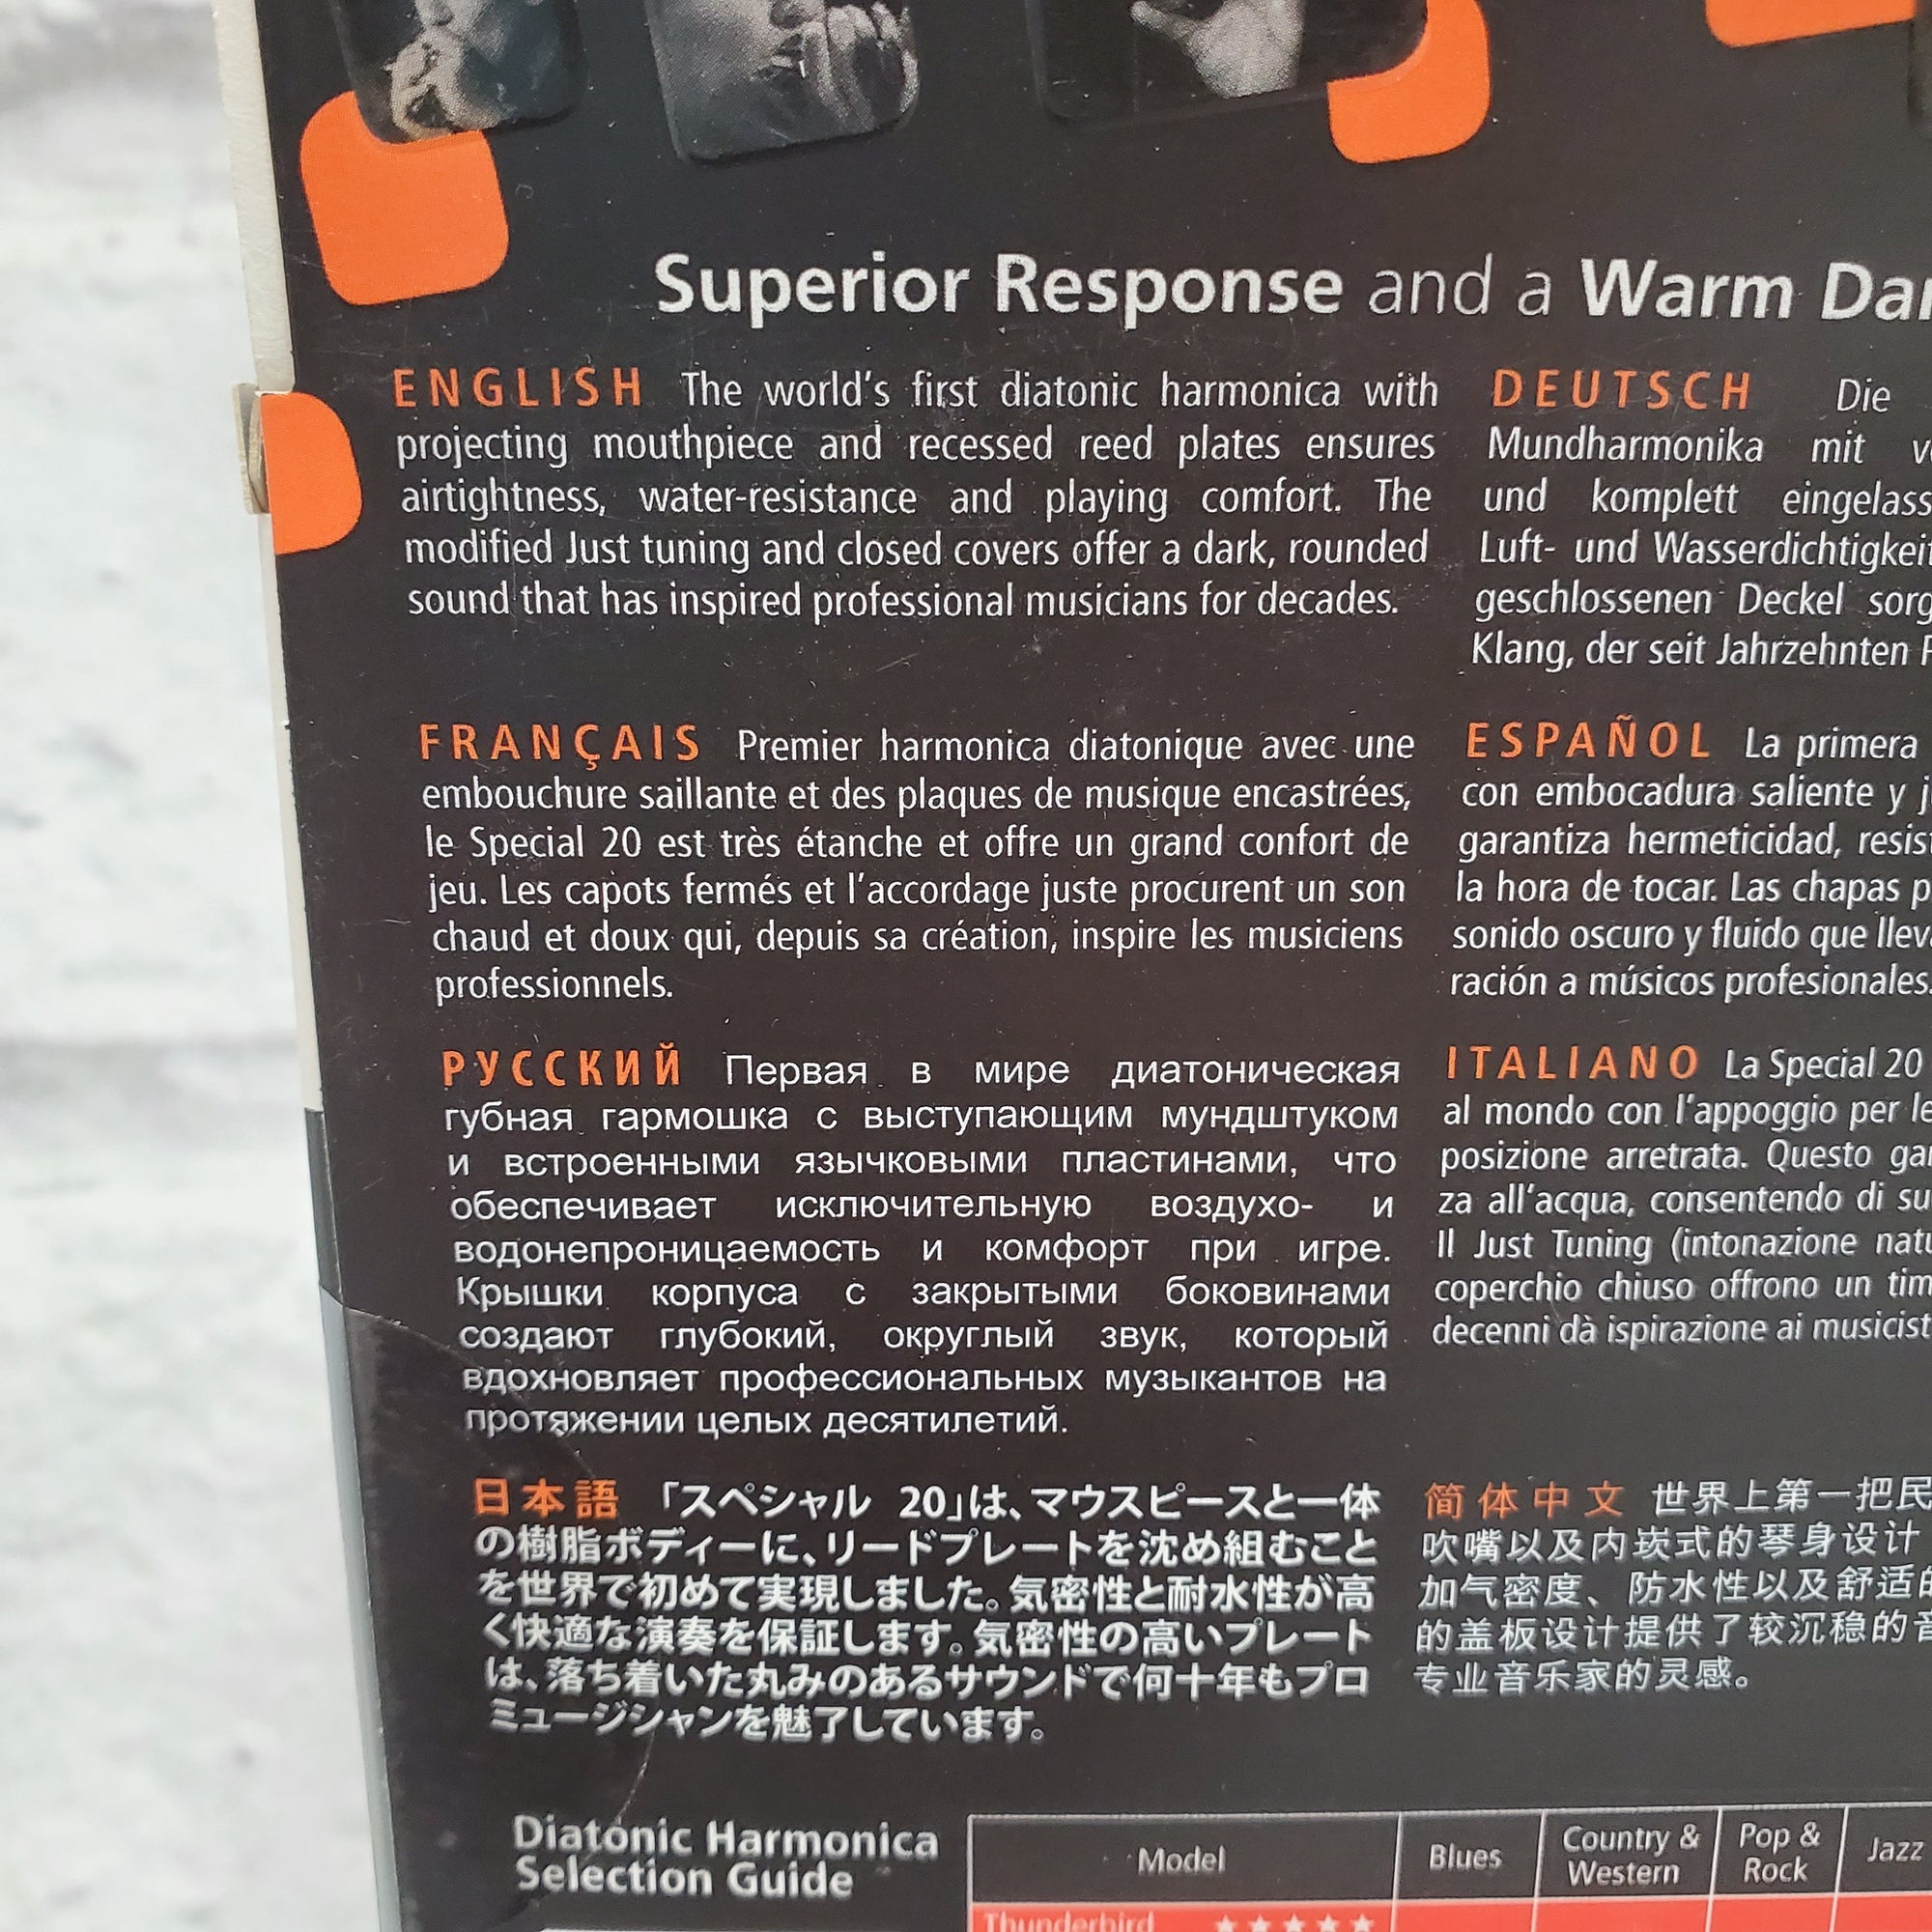 Superior Response and a Warm
ENGLISH The world's first diatonic harmonica with
projecting mouthpiece and recessed reed plates ensures
airtightness, water-resistance and playing comfort. The
modified Just tuning and closed covers offer a dark, rounded
sound that has inspired professional musicians for decades.
DEUTSCH Die
Mundharmonika mit
und komplett
Luft- und Wasserdichtigkeit
geschlossenen Deckel
Klang, der seit Jahrzehnten
FRANÇAIS Premier harmonica diatonique avec une
embouchure saillante et des plaques de musique encastrées,
le Special 20 est très étanche et offre un grand confort de
jeu. Les capots fermés et l'accordage juste procurent un son
chaud et doux qui, depuis sa création, inspire les musiciens
professionnels.
ESPAÑOL La primera
con embocadura saliente y
garantiza hermeticidad,
la hora de tocar. Las chapas
sonido oscuro y fluido que
ración a músicos profesionales.
РУССКИЙ Первая в мире диатоническая
губная гармошка с выступающим мундштуком
и встроенными язычковыми пластинами, что
обеспечивает исключительную воздухо- и
водонепроницаемость и комфорт при игре.
Крышки корпуса с закрытыми боковинами
создают глубокий, округлый звук, который
вдохновляет профессиональных музыкантов на
протяжении целых десятилетий.
ITALIANO La Special 20
al mondo con l'appoggio per
posizione arretrata. Questo
za all'acqua, consentendo di
Il Just Tuning (intonazione
coperchio chiuso offrono un
decenni dà ispirazione ai
日本語 「スペシャル 20」は、マウスピースと一体
の樹脂ボディーに、リードプレートを沈め組むこと
を世界で初めて実現しました。気密性と耐水性が高
く快適な演奏を保証します。気密性の高いプレート
は、落ち着いた丸みのあるサウンドで何十年もプロ
ミュージシャンを魅了しています。
简体中文 世界上第一把民
吹嘴以及内崁式的琴身设计
加气密度、防水性以及舒适的
的盖板设计提供了较沉稳的音
专业音乐家的灵感。
Diatonic Harmonica
Selection Guide
Model Blues Country & Western Pop & Rock Jazz
Thunderbird ★★★★★